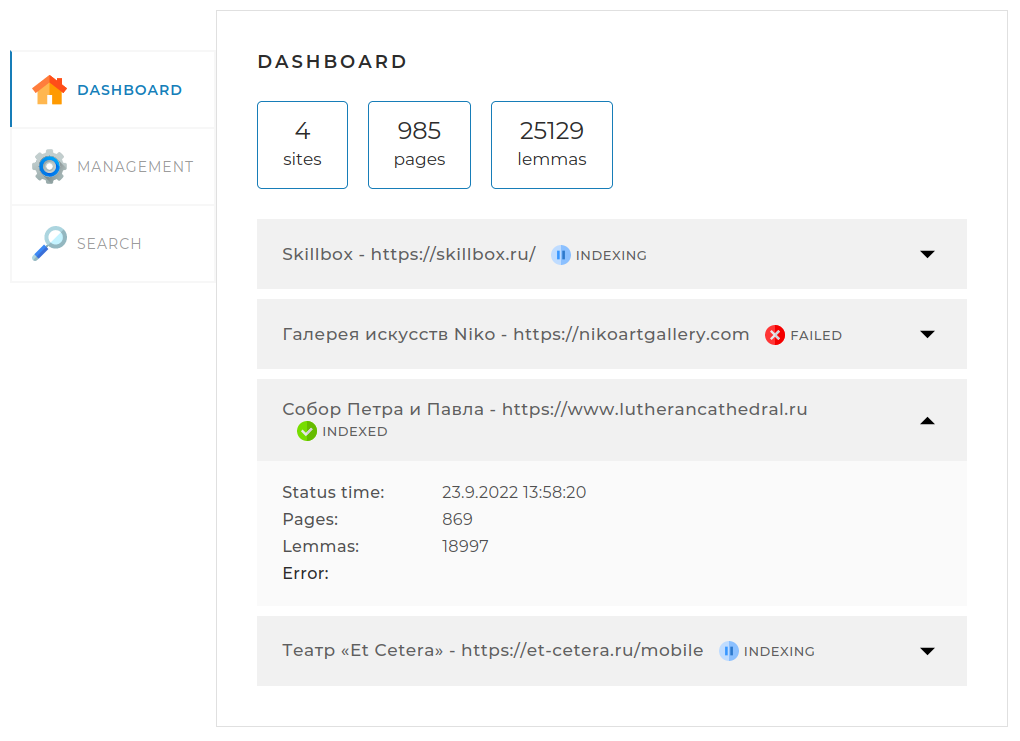 DASHBOARD
MANAGEMENT
SEARCH
DASHBOARD
4
sites
985
pages
25129
lemmas
Skillbox - https://skillbox.ru/ INDEXING
Галерея искусств Niko - https://nikoartgallery.com FAILED
Собор Петра и Павла - https://www.lutherancathedral.ru
INDEXED
Status time: 23.9.2022 13:58:20
Pages: 869
Lemmas: 18997
Error:
Театр «Et Cetera» - https://et-cetera.ru/mobile INDEXING